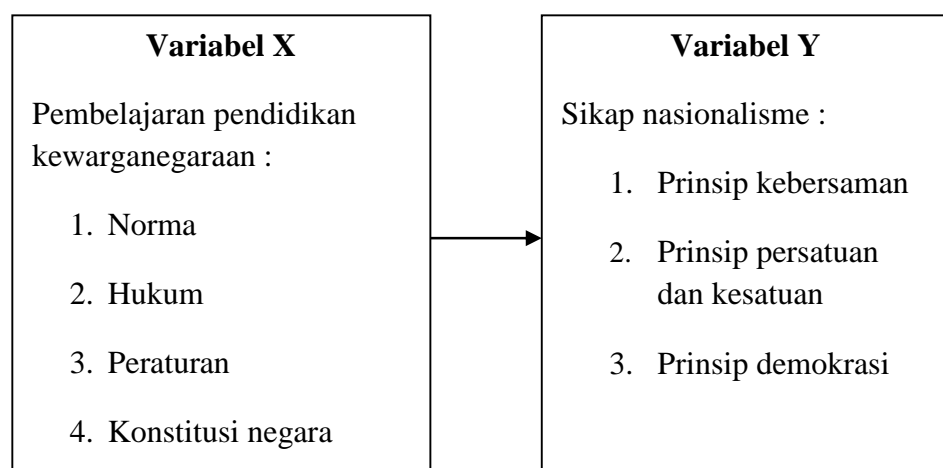 Variabel X
Pembelajaran pendidikan
kewarganegaraan :
1. Norma
2. Hukum
3. Peraturan
4. Konstitusi negara
Variabel Y
Sikap nasionalisme :
1. Prinsip kebersaman
2. Prinsip persatuan
dan kesatuan
3. Prinsip demokrasi